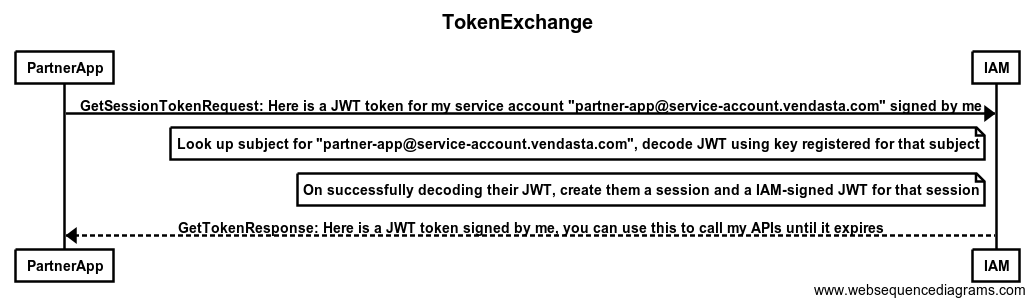 TokenExchange
PartnerApp
IAM
GetSessionTokenRequest: Here is a JWT token for my service account "partner-app@service-account.vendasta.com" signed by me
Look up subject for "partner-app@service-account.vendasta.com", decode JWT using key registered for that subject
On successfully decoding their JWT, create them a session and a IAM-signed JWT for that session
GetTokenResponse: Here is a JWT token signed by me, you can use this to call my APIs until it expires
PartnerApp
IAM
www.websequencediagrams.com